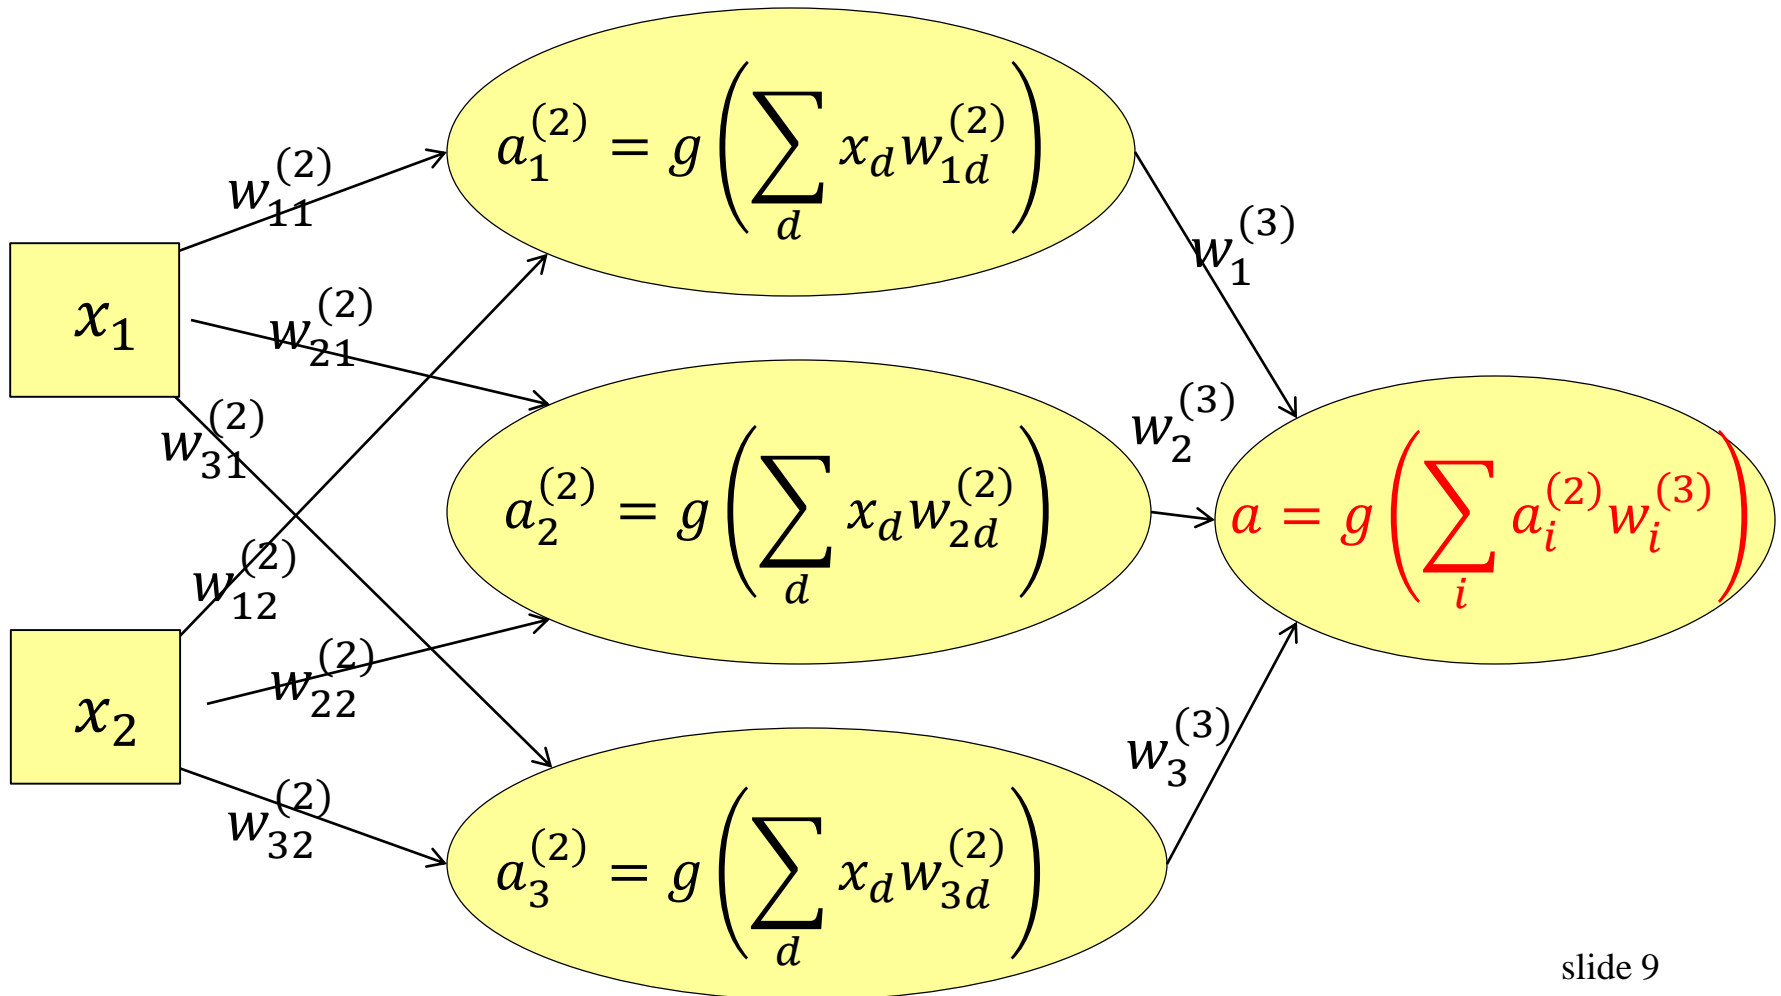 x_1
x_2
w_{11}^{(2)}
w_{21}^{(2)}
w_{31}^{(2)}
w_{12}^{(2)}
w_{22}^{(2)}
w_{32}^{(2)}
a_1^{(2)} = g(∑_d x_d w_{1d}^{(2)})
a_2^{(2)} = g(∑_d x_d w_{2d}^{(2)})
a_3^{(2)} = g(∑_d x_d w_{3d}^{(2)})
w_1^{(3)}
w_2^{(3)}
w_3^{(3)}
a = g(∑_i a_i^{(2)} w_i^{(3)})
slide 9